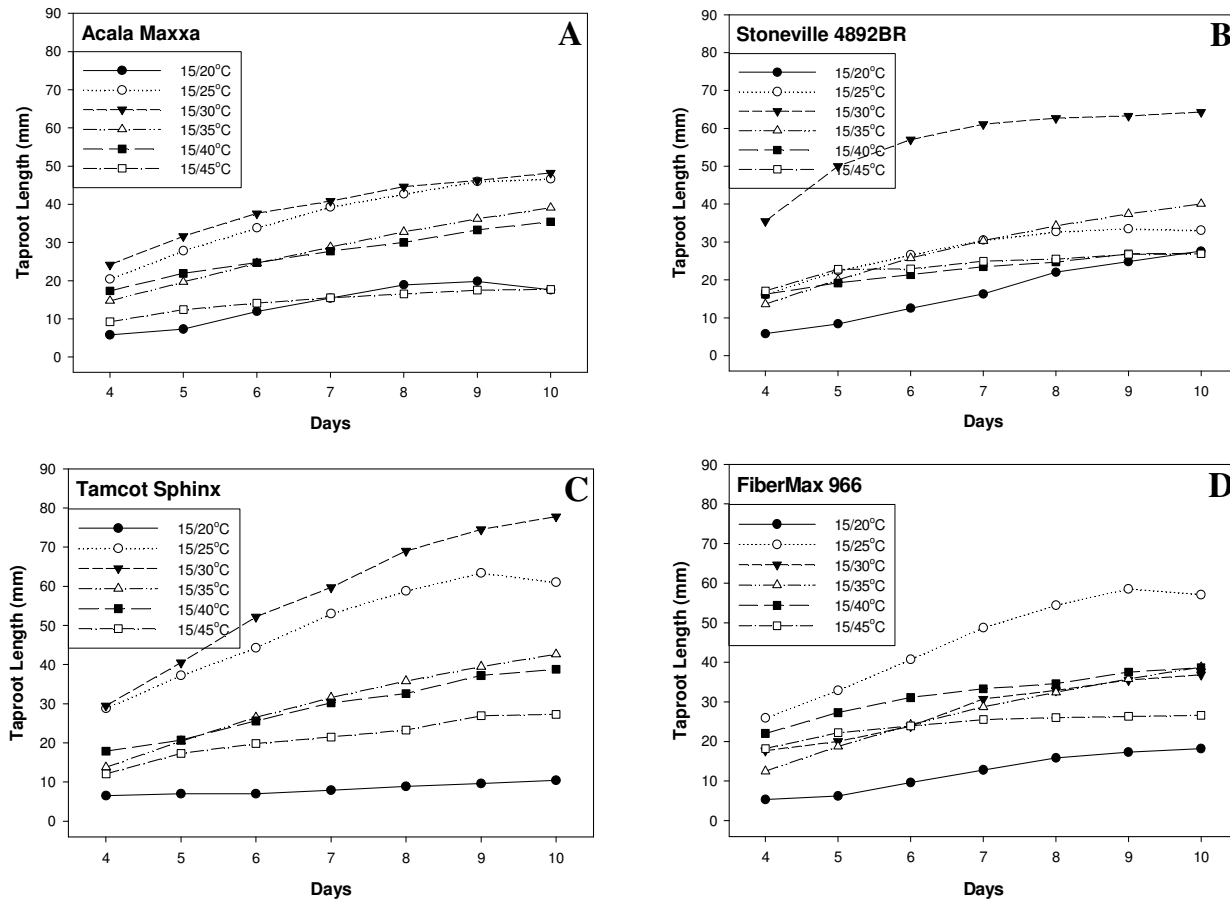 Acala Maxxa
A
15/20°C
15/25°C
15/30°C
15/35°C
15/40°C
15/45°C
Taproot Length (mm)
90
80
70
60
50
40
30
20
10
0
4 5 6 7 8 9 10
Days
Stoneville 4892BR
B
15/20°C
15/25°C
15/30°C
15/35°C
15/40°C
15/45°C
Taproot Length (mm)
90
80
70
60
50
40
30
20
10
0
4 5 6 7 8 9 10
Days
Tamcot Sphinx
C
15/20°C
15/25°C
15/30°C
15/35°C
15/40°C
15/45°C
Taproot Length (mm)
90
80
70
60
50
40
30
20
10
0
4 5 6 7 8 9 10
Days
FiberMax 966
D
15/20°C
15/25°C
15/30°C
15/35°C
15/40°C
15/45°C
Taproot Length (mm)
90
80
70
60
50
40
30
20
10
0
4 5 6 7 8 9 10
Days